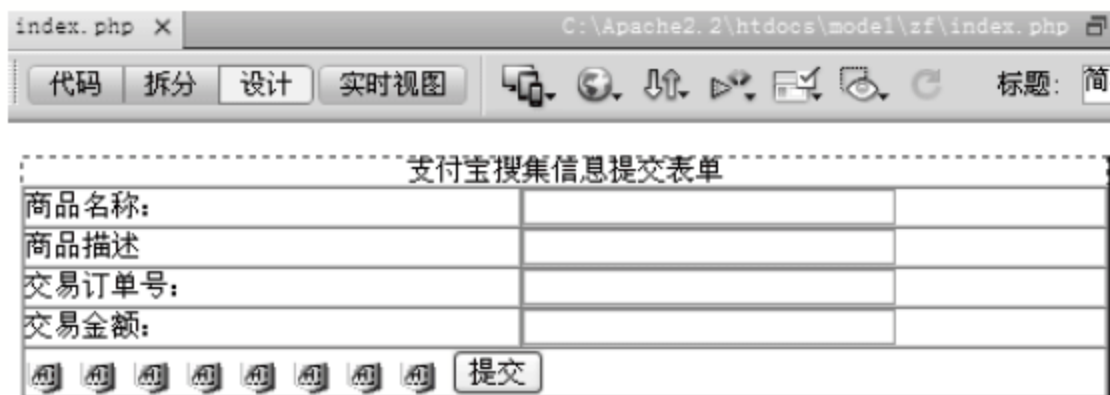 index.php × C:\Apache2.2\htdocs\model\zf\index.php
代码 拆分 设计 实时视图 标题: 简
支付宝搜集信息提交表单
商品名称:
商品描述
交易订单号:
交易金额:
提交